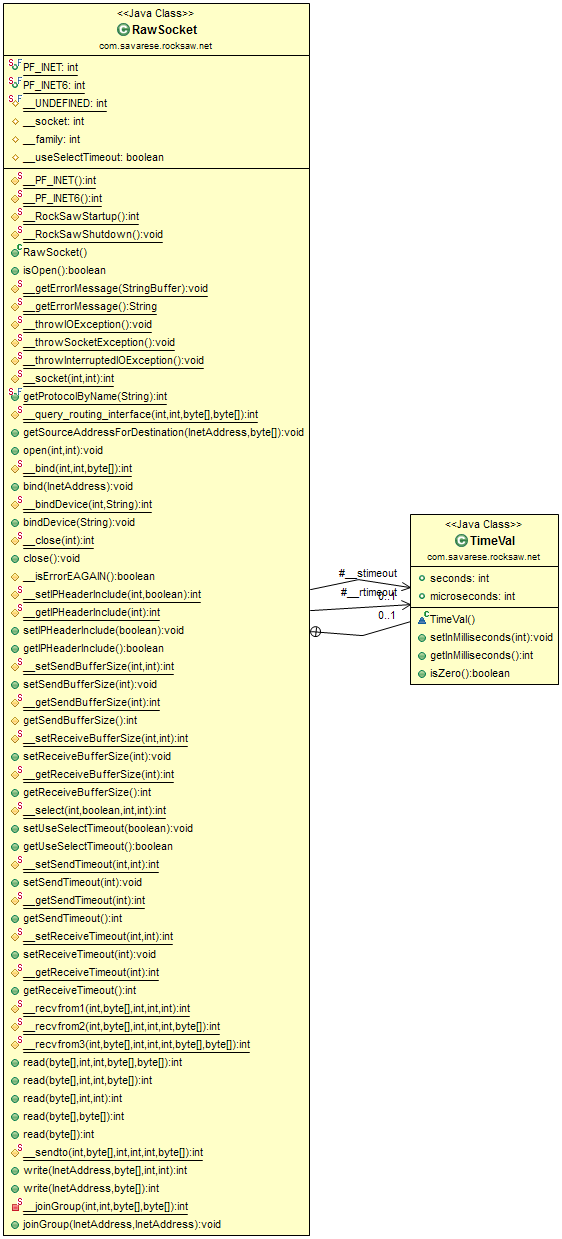 <<Java Class>>
RawSocket
com.savarese.rocksaw.net
PF_INET: int
PF_INET6: int
__UNDEFINED: int
__socket: int
__family: int
__useSelectTimeout: boolean
__PF_INET():int
__PF_INET6():int
__RockSawStartup():int
__RockSawShutdown():void
RawSocket()
isOpen():boolean
__getErrorMessage(StringBuffer):void
__getErrorMessage():String
__throwIOException():void
__throwSocketException():void
__throwInterruptedIOException():void
__socket(int,int):int
getProtocolByName(String):int
__query_routing_interface(int,int,byte[],byte[]):int
getSourceAddressForDestination(InetAddress,byte[]):void
open(int,int):void
__bind(int,int,byte[]):int
bind(InetAddress):void
__bindDevice(int,String):int
bindDevice(String):void
__close(int):int
close():void
__isErrorEAGAIN():boolean
__setIPHeaderInclude(int,boolean):int
__getIPHeaderInclude(int):int
setIPHeaderInclude(boolean):void
getIPHeaderInclude():boolean
__setSendBufferSize(int,int):int
setSendBufferSize(int):void
__getSendBufferSize(int):int
getSendBufferSize():int
__setReceiveBufferSize(int,int):int
setReceiveBufferSize(int):void
__getReceiveBufferSize(int):int
getReceiveBufferSize():int
__select(int,boolean,int,int):int
setUseSelectTimeout(boolean):void
getUseSelectTimeout():boolean
__setSendTimeout(int,int):int
setSendTimeout(int):void
__getSendTimeout(int):int
getSendTimeout():int
__setReceiveTimeout(int,int):int
setReceiveTimeout(int):void
__getReceiveTimeout(int):int
getReceiveTimeout():int
__recvfrom1(int,byte[],int,int,int):int
__recvfrom2(int,byte[],int,int,int,byte[]):int
__recvfrom3(int,byte[],int,int,int,byte[],byte[]):int
read(byte[],int,int,byte[],byte[]):int
read(byte[],int,int,byte[]):int
read(byte[],int,int):int
read(byte[],byte[]):int
read(byte[]):int
__sendto(int,byte[],int,int,int,byte[]):int
write(InetAddress,byte[],int,int):int
write(InetAddress,byte[]):int
__joinGroup(int,int,byte[],byte[]):int
joinGroup(InetAddress,InetAddress):void
#__stimeout
0..1
#__rtimeout
0..1
<<Java Class>>
TimeVal
com.savarese.rocksaw.net
seconds: int
microseconds: int
TimeVal()
setInMilliseconds(int):void
getInMilliseconds():int
isZero():boolean